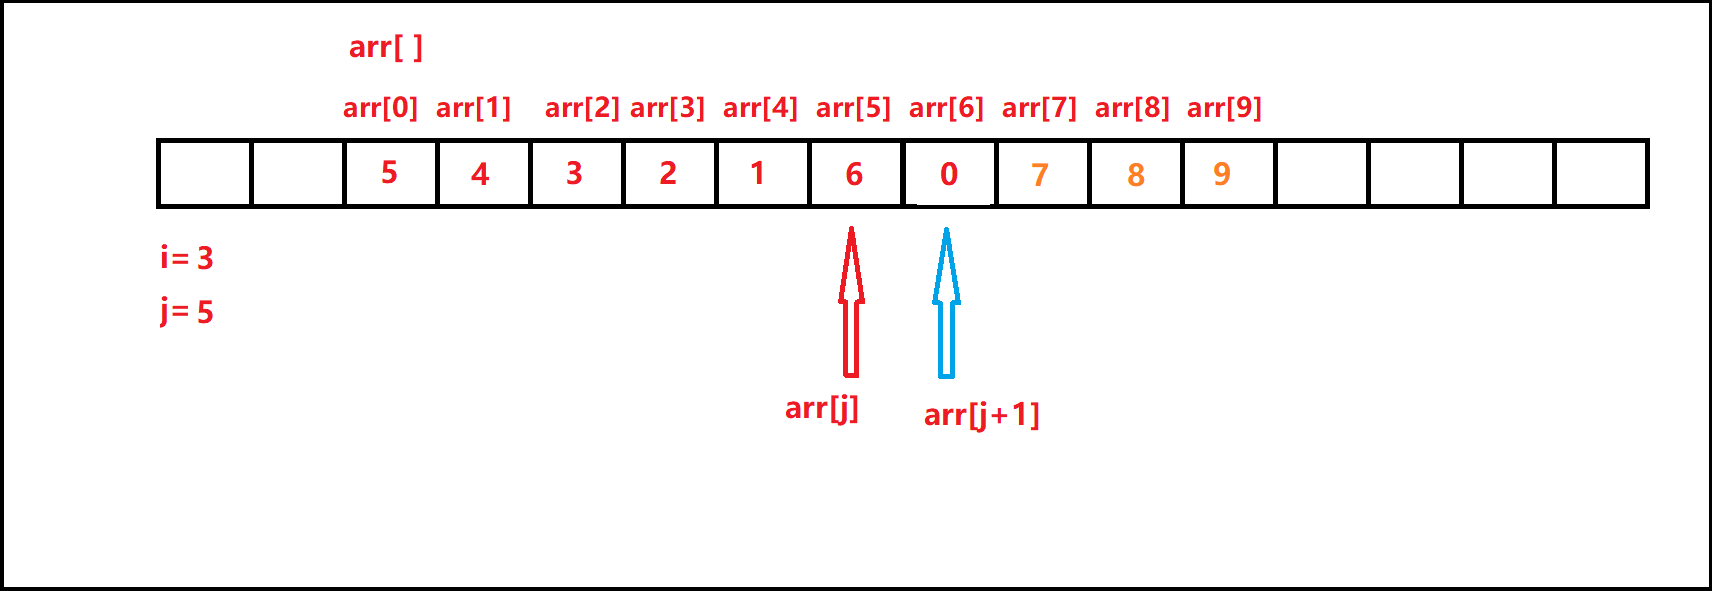 arr[ ]
arr[0] arr[1] arr[2] arr[3] arr[4] arr[5] arr[6] arr[7] arr[8] arr[9]
5 4 3 2 1 6 0 7 8 9
i= 3
j= 5
arr[j] arr[j+1]